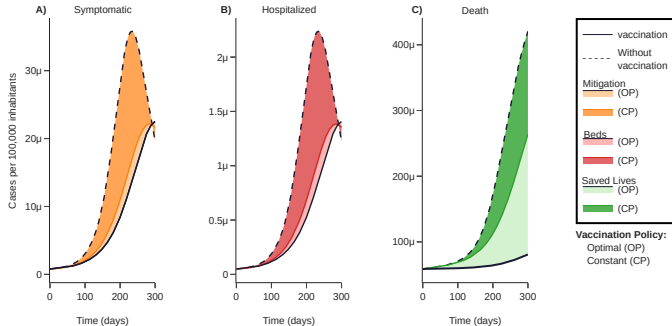 A) Symptomatic
B) Hospitalized
C) Death
Cases per 100,000 inhabitants
30μ
20μ
10μ
0
0 100 200 300
Time (days)
2μ
1.5μ
1μ
0.5μ
0
0 100 200 300
Time (days)
400μ
300μ
200μ
100μ
0 100 200 300
Time (days)
vaccination
Without
vaccination
Mitigation
(OP)
(CP)
Beds
(OP)
(CP)
Saved Lives
(OP)
(CP)
Vaccination Policy:
Optimal (OP)
Constant (CP)